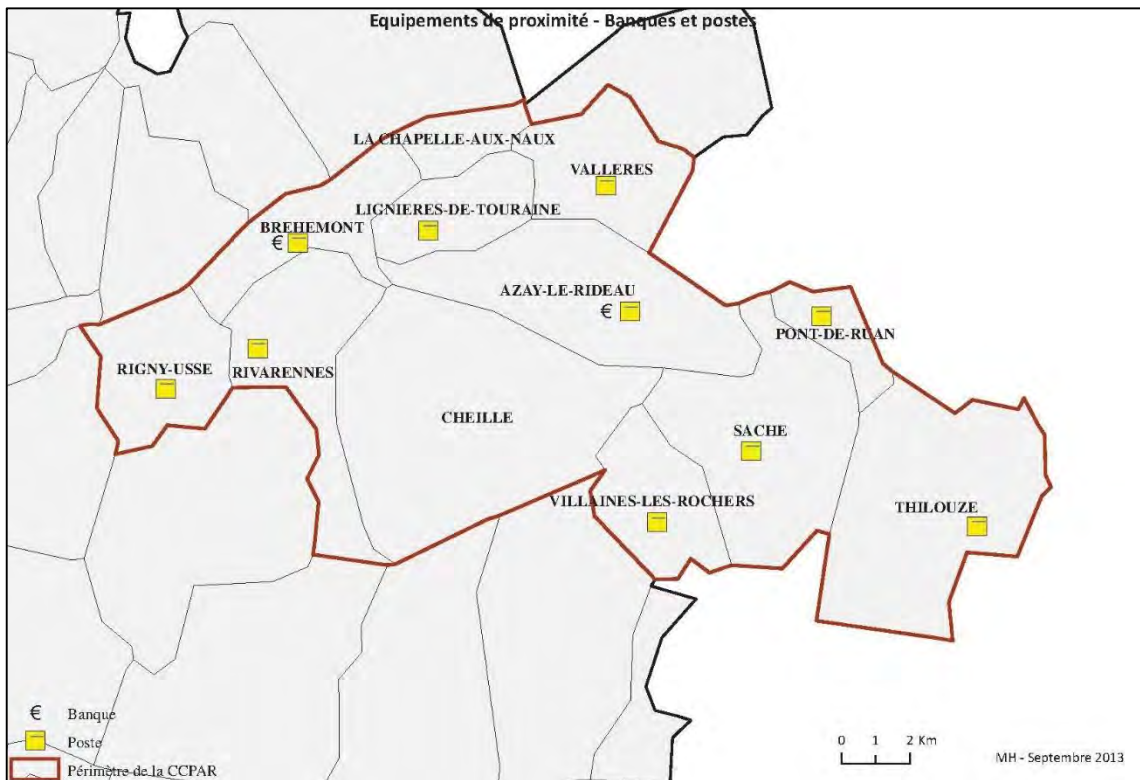 Equipements de proximité - Banques et postes
LA CHAPELLE-AUX-NAUX
VALLERES
LIGNIERES-DE-TOURAINE
BREHEMONT
€
AZAY-LE-RIDEAU
€
PONT-DE-RUAN
RIGNY-USSE
RIVARENNES
CHEILLE
SACHE
VILLAINES-LES-ROCHERS
THILOUZE
€ Banque
Poste
Périmètre de la CCPAR
0 1 2 Km
MH - Septembre 2013